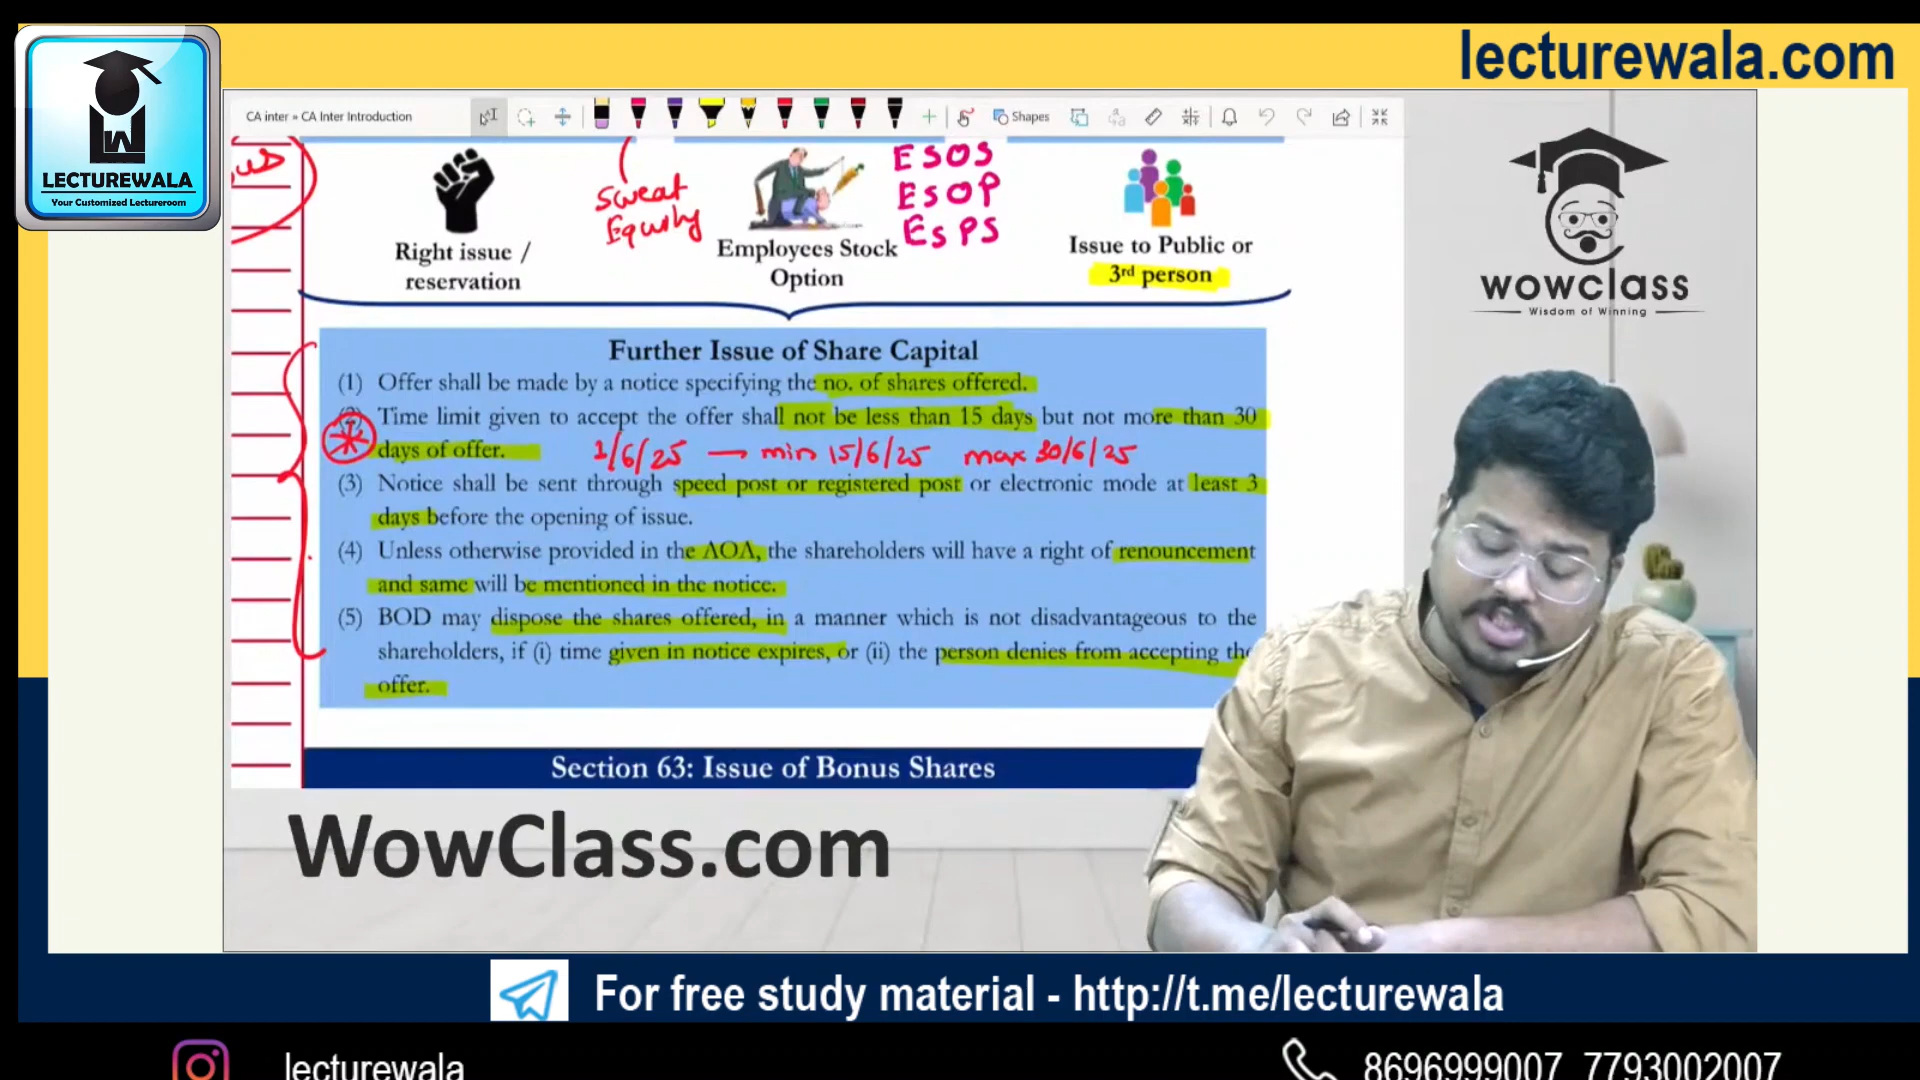 lecturewala.com
LW
LECTUREWALA
Your Customized Lectureroom
CA inter » CA Inter Introduction
Shapes
Right issue /
reservation
Sweat
Equity
Employees Stock
Option
ESOS
ESOP
ESPS
Issue to Public or
3rd person
Further Issue of Share Capital
(1) Offer shall be made by a notice specifying the no. of shares offered.
(2) Time limit given to accept the offer shall not be less than 15 days but not more than 30
days of offer. 1/6/25 → min 15/6/25 max 30/6/25
(3) Notice shall be sent through speed post or registered post or electronic mode at least 3
days before the opening of issue.
(4) Unless otherwise provided in the AOA, the shareholders will have a right of renouncement
and same will be mentioned in the notice.
(5) BOD may dispose the shares offered, in a manner which is not disadvantageous to the
shareholders, if (i) time given in notice expires, or (ii) the person denies from accepting the
offer.
Section 63: Issue of Bonus Shares
wowclass
Wisdom of Winning
WowClass.com
For free study material - http://t.me/lecturewala
lecturewala
8696999007, 7793002007